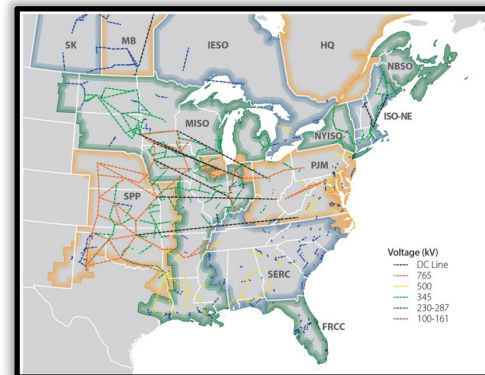 SK
MB
IESO
HQ
NBSO
MISO
ISO-NE
NYISO
PJM
SPP
SERC
FRCC
Voltage (kV)
DC Line
765
500
345
230-287
100-161